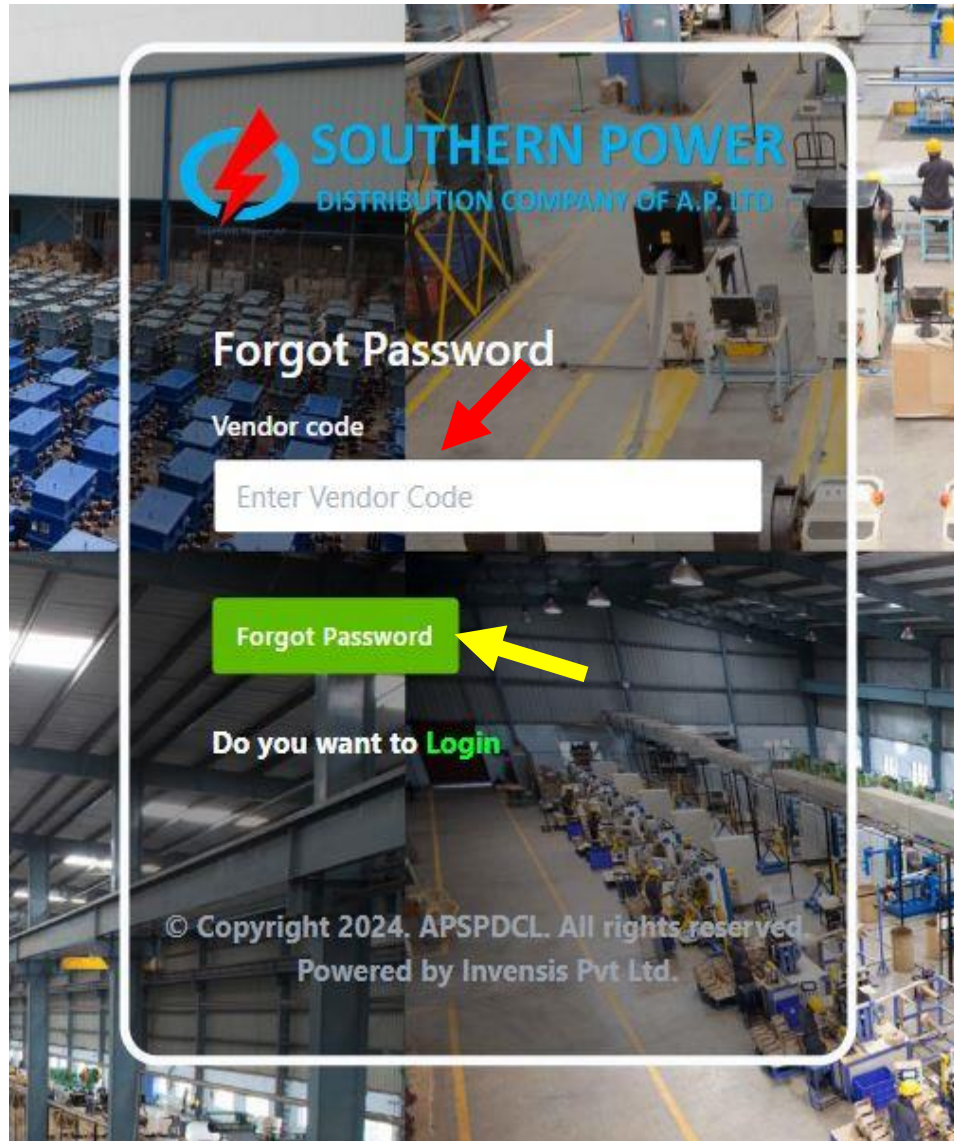 SOUTHERN POWER
DISTRIBUTION COMPANY OF A.P. LTD
Forgot Password
Vendor code
Enter Vendor Code
Forgot Password
Do you want to Login
© Copyright 2024. APSPDCL. All rights reserved.
Powered by Invensis Pvt Ltd.